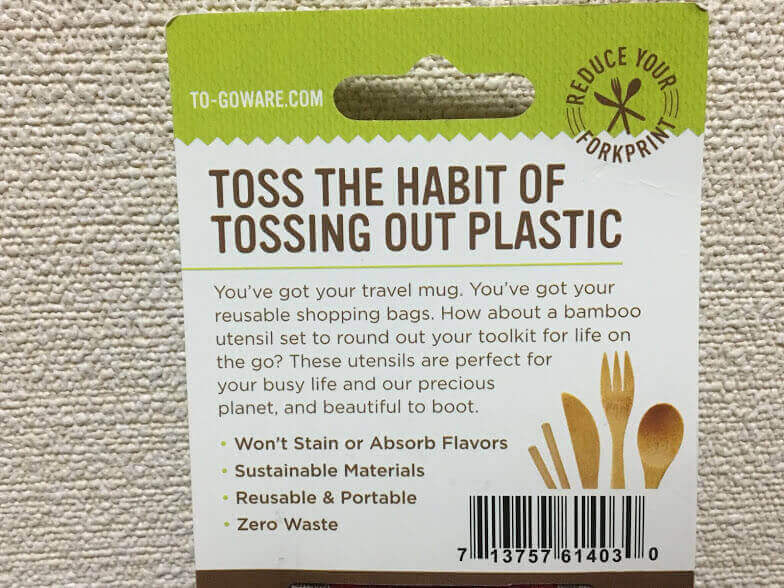 TO-GOWARE.COM
REDUCE YOUR
FORKPRINT
TOSS THE HABIT OF
TOSSING OUT PLASTIC
You've got your travel mug. You've got your
reusable shopping bags. How about a bamboo
utensil set to round out your toolkit for life on
the go? These utensils are perfect for
your busy life and our precious
planet, and beautiful to boot.
• Won't Stain or Absorb Flavors
• Sustainable Materials
• Reusable & Portable
• Zero Waste
7 13757 61403 0